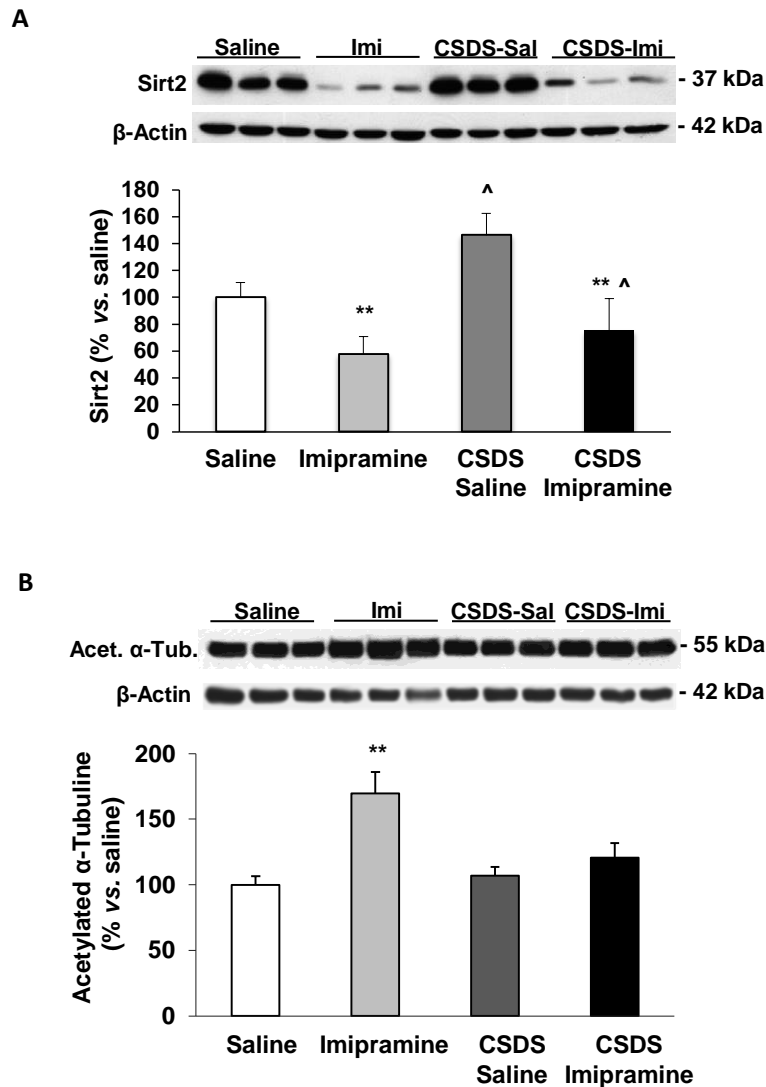 A
Saline Imi CSDS-Sal CSDS-Imi
Sirt2 - 37 kDa
β-Actin - 42 kDa
Sirt2 (% vs. saline)
180
160
140
120
100
80
60
40
20
0
^
**
** ^
Saline Imipramine CSDS Saline CSDS Imipramine
B
Saline Imi CSDS-Sal CSDS-Imi
Acet. α-Tub. - 55 kDa
β-Actin - 42 kDa
Acetylated α-Tubuline
(% vs. saline)
200
150
100
50
0
**
Saline Imipramine CSDS Saline CSDS Imipramine